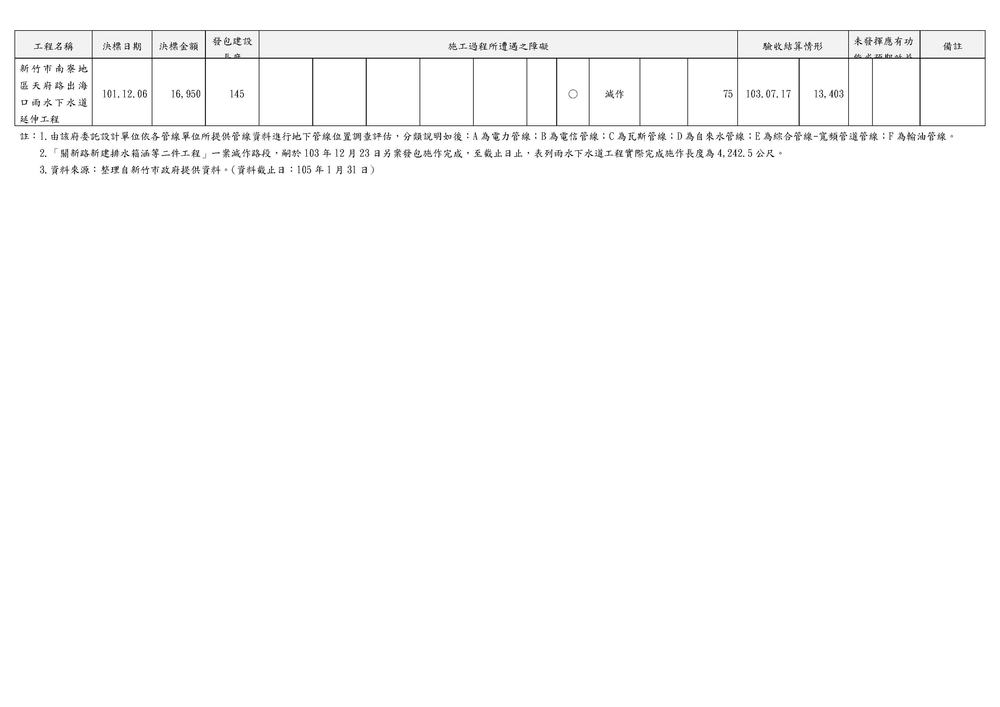 工程名稱 決標日期 決標金額 發包建設 施工過程所遭遇之障礙 驗收結算情形 未發揮應有功 備註
新竹市南寮地
區天府路出海
口雨水下水道
延伸工程
101.12.06 16,950 145 ○ 減作 75 103.07.17 13,403
註：1.由該府委託設計單位依各管線單位所提供管線資料進行地下管線位置調查評估，分類說明如後：A為電力管線；B為電信管線；C為瓦斯管線；D為自來水管線；E為綜合管線-寬頻管道管線；F為輸油管線。
2.「關新路新建排水箱涵等二件工程」一案減作路段，嗣於103年12月23日另案發包施作完成，至截止日止，表列雨水下水道工程實際完成施作長度為4,242.5公尺。
3.資料來源：整理自新竹市政府提供資料。(資料截止日：105年1月31日)